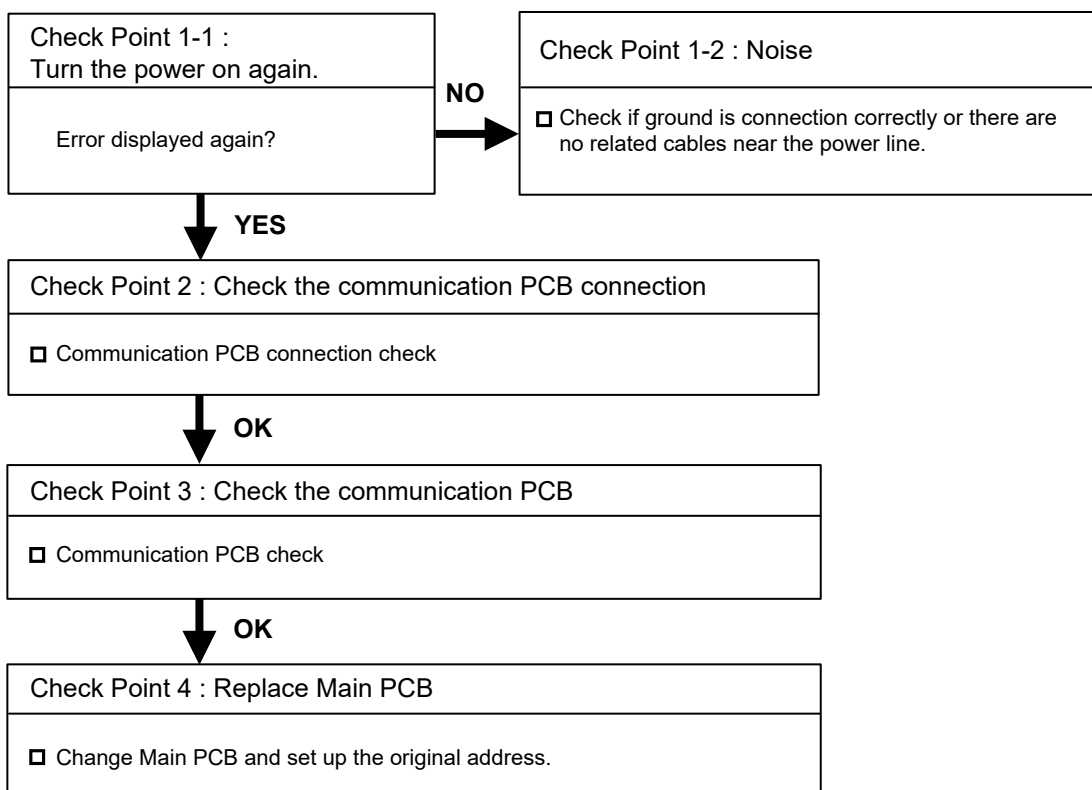 Check Point 1-1 :
Turn the power on again.
Error displayed again?
NO
Check Point 1-2 : Noise
Check if ground is connection correctly or there are
no related cables near the power line.
YES
Check Point 2 : Check the communication PCB connection
Communication PCB connection check
OK
Check Point 3 : Check the communication PCB
Communication PCB check
OK
Check Point 4 : Replace Main PCB
Change Main PCB and set up the original address.